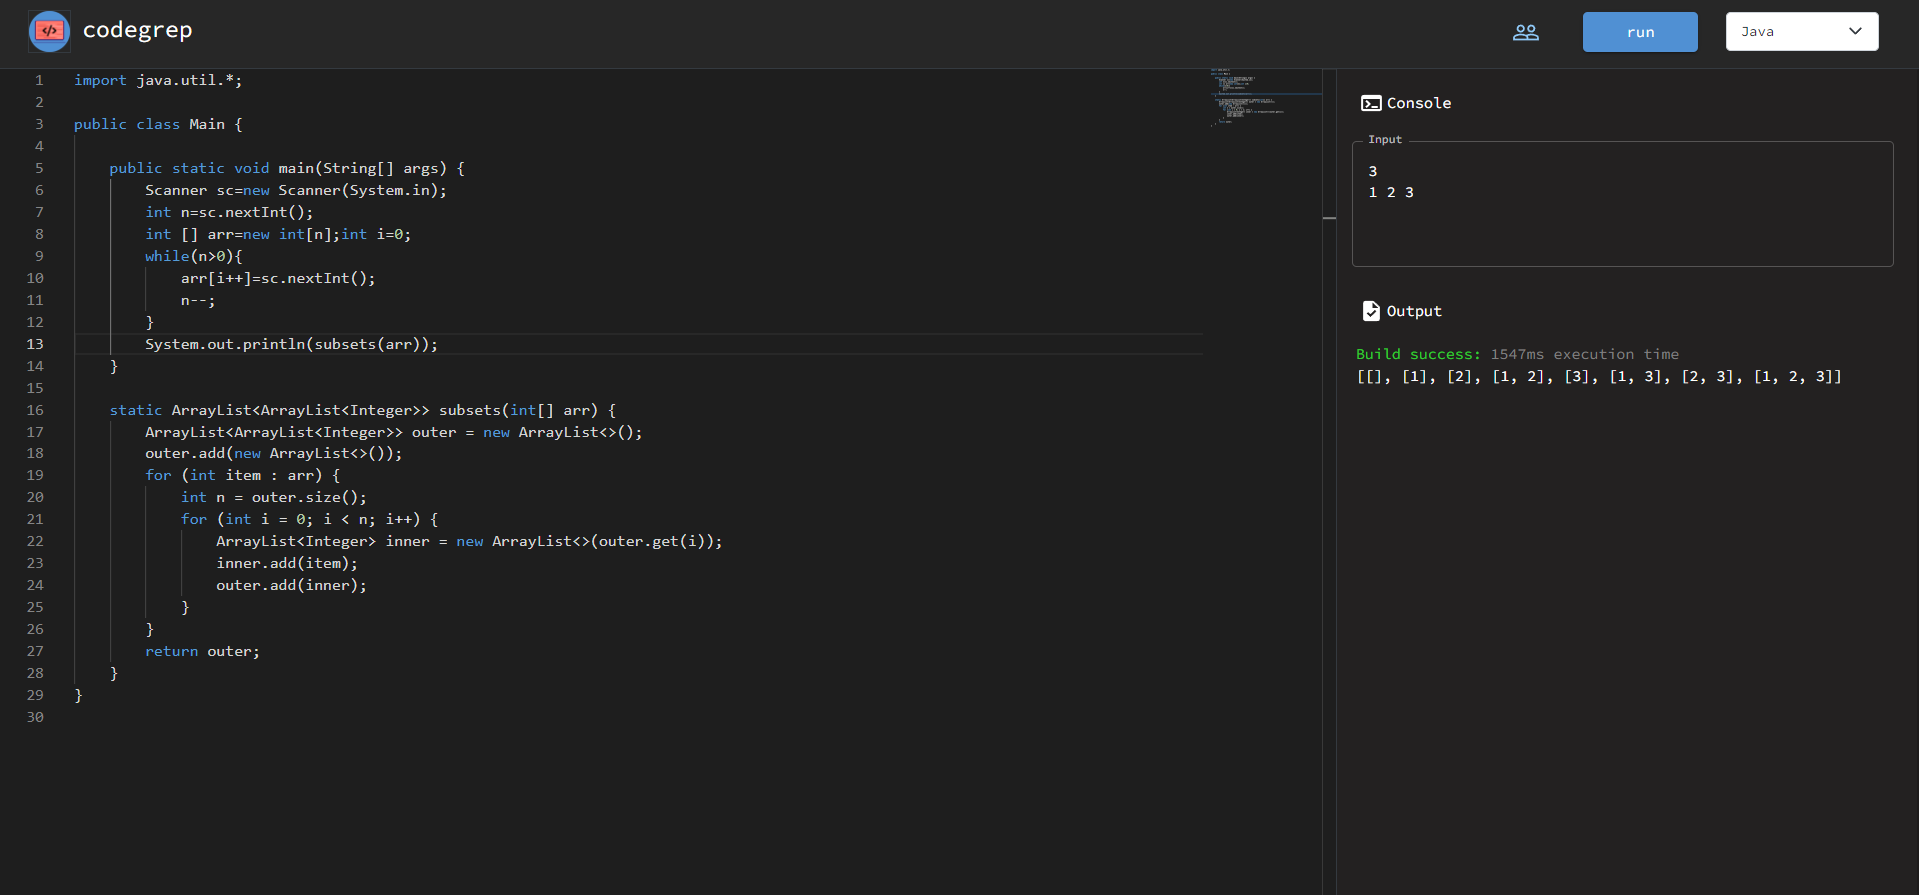 codegrep
run
Java
1 import java.util.*;
2
3 public class Main {
4
5     public static void main(String[] args) {
6         Scanner sc=new Scanner(System.in);
7         int n=sc.nextInt();
8         int [] arr=new int[n];int i=0;
9         while(n>0){
10             arr[i++]=sc.nextInt();
11             n--;
12         }
13         System.out.println(subsets(arr));
14     }
15
16     static ArrayList<ArrayList<Integer>> subsets(int[] arr) {
17         ArrayList<ArrayList<Integer>> outer = new ArrayList<>();
18         outer.add(new ArrayList<>());
19         for (int item : arr) {
20             int n = outer.size();
21             for (int i = 0; i < n; i++) {
22                 ArrayList<Integer> inner = new ArrayList<>(outer.get(i));
23                 inner.add(item);
24                 outer.add(inner);
25             }
26         }
27         return outer;
28     }
29 }
30
Console
Input
3
1 2 3
Output
Build success: 1547ms execution time
[[], [1], [2], [1, 2], [3], [1, 3], [2, 3], [1, 2, 3]]